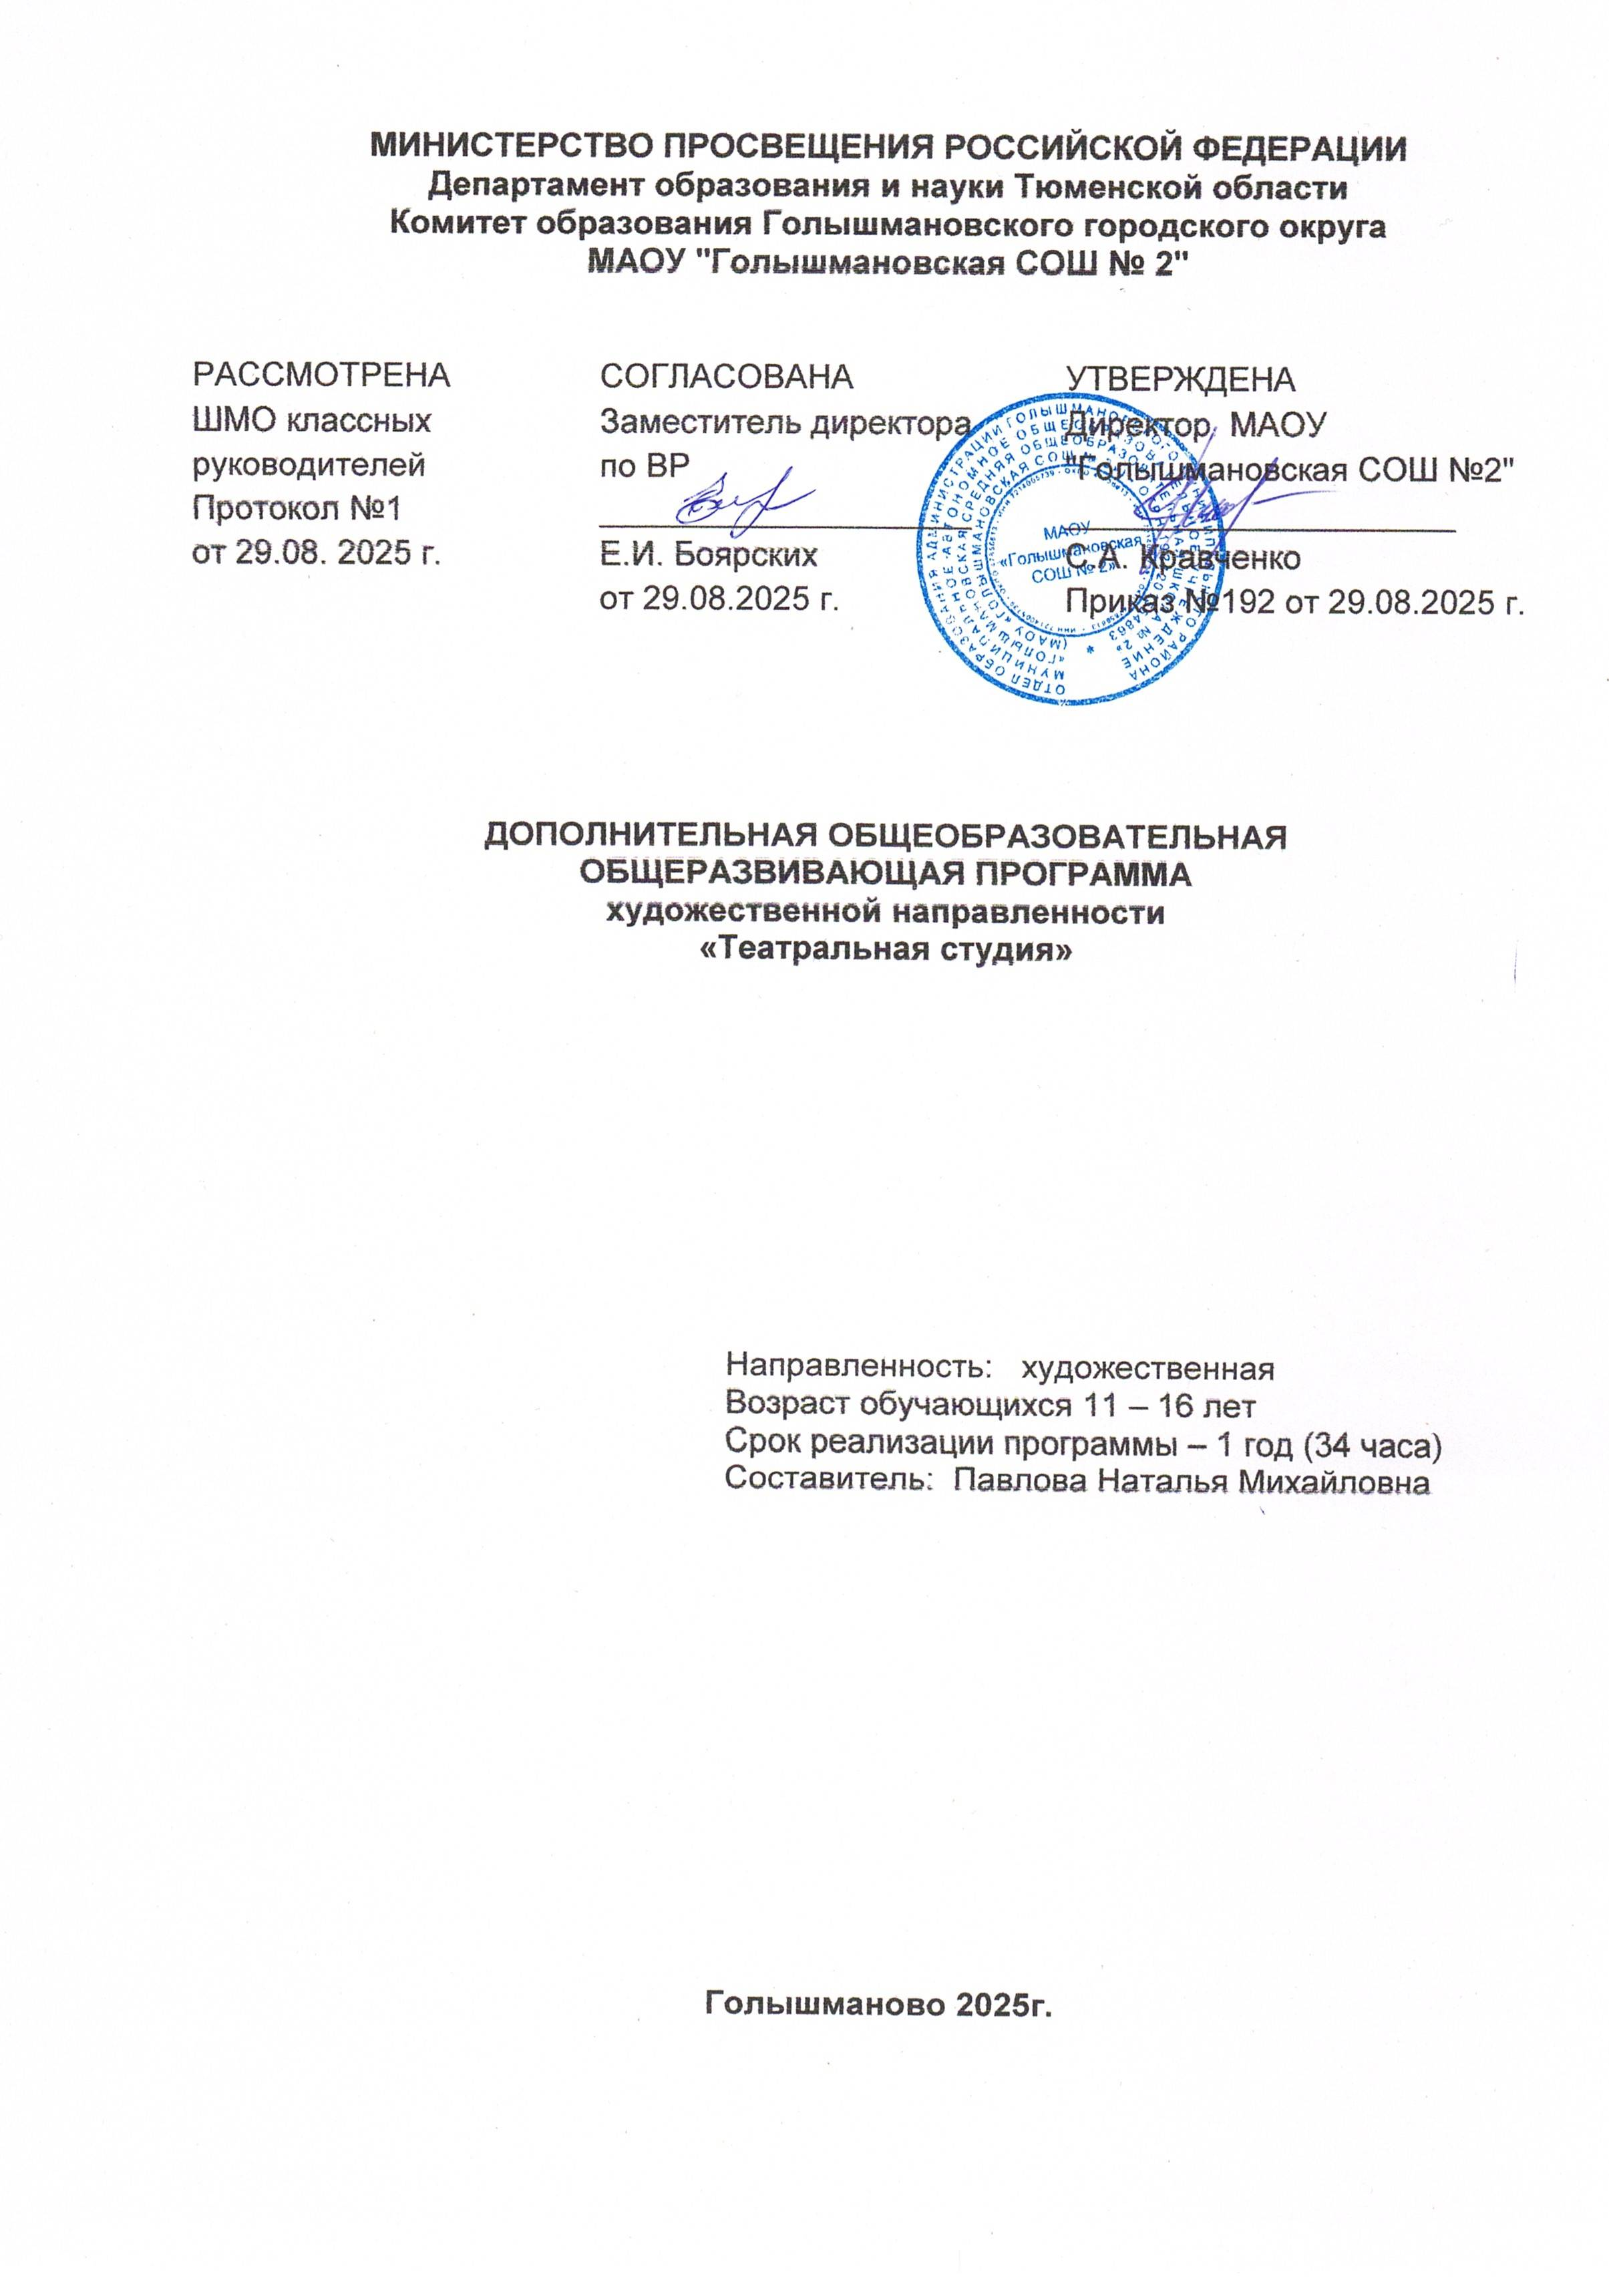 МИНИСТЕРСТВО ПРОСВЕЩЕНИЯ РОССИЙСКОЙ ФЕДЕРАЦИИ
Департамент образования и науки Тюменской области
Комитет образования Голышмановского городского округа
МАОУ "Голышмановская СОШ № 2"
РАССМОТРЕНА
ШМО классных
руководителей
Протокол №1
от 29.08. 2025 г.
СОГЛАСОВАНА
Заместитель директора
по ВР
Е.И. Боярских
от 29.08.2025 г.
УТВЕРЖДЕНА
Директор МАОУ
"Голышмановская СОШ №2"
С.А. Кравченко
Приказ №192 от 29.08.2025 г.
МАОУ
«Голышмановская
СОШ № 2»
ДОПОЛНИТЕЛЬНАЯ ОБЩЕОБРАЗОВАТЕЛЬНАЯ
ОБЩЕРАЗВИВАЮЩАЯ ПРОГРАММА
художественной направленности
«Театральная студия»
Направленность: художественная
Возраст обучающихся 11 – 16 лет
Срок реализации программы – 1 год (34 часа)
Составитель: Павлова Наталья Михайловна
Голышманово 2025г.